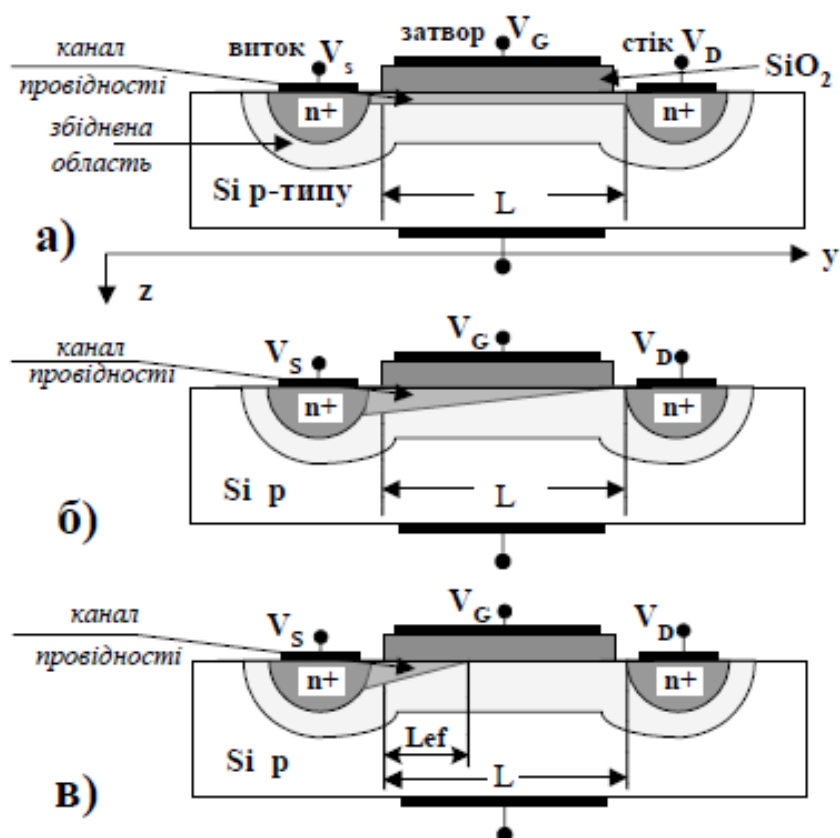 канал провідності
виток V_s
затвор V_G
стік V_D
SiO₂
збіднена область
n+
n+
Si р-типу
L
а)
y
z
канал провідності
V_S
V_G
V_D
n+
n+
Si р
L
б)
канал провідності
V_S
V_G
V_D
n+
n+
Lef
Si р
L
в)